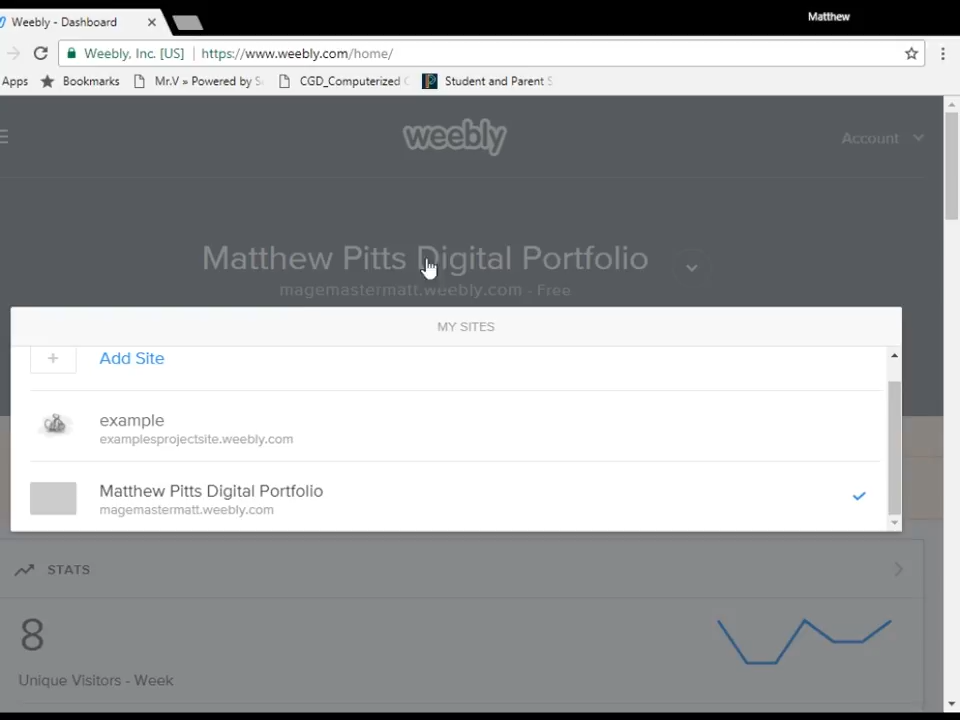 Matthew
Weebly - Dashboard
Weebly, Inc. [US] https://www.weebly.com/home/
Apps Bookmarks Mr.V » Powered by CGD_Computerized Student and Parent
weebly
Account
Matthew Pitts Digital Portfolio
magemastermatt.weebly.com - Free
MY SITES
+ Add Site
example
examplesprojectsite.weebly.com
Matthew Pitts Digital Portfolio
magemastermatt.weebly.com
STATS
8
Unique Visitors - Week